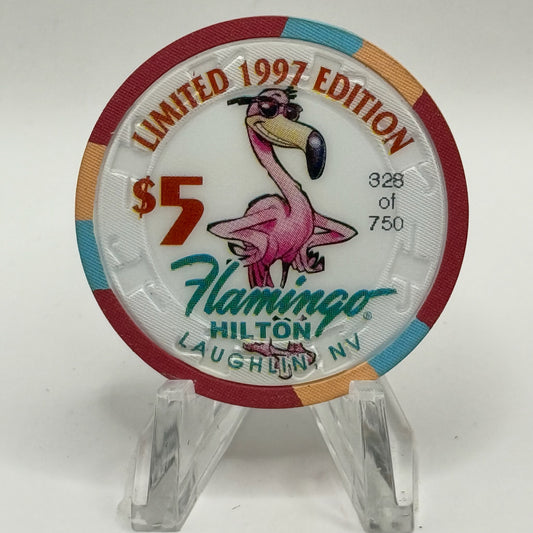 LIMITED 1997 EDITION
$5
328
of
750
Flamingo®
HILTON
LAUGHLIN, NV